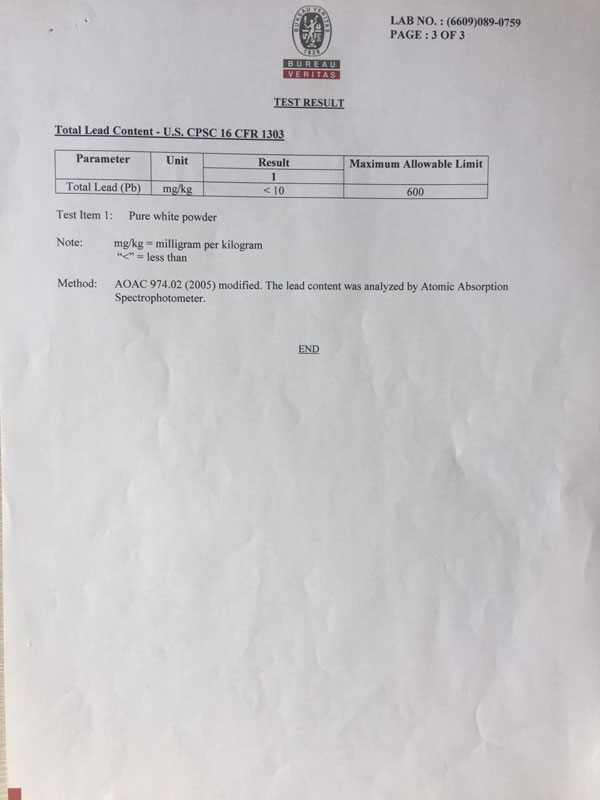 LAB NO. : (6609)089-0759
PAGE : 3 OF 3
BUREAU VERITAS
1828
BUREAU
VERITAS
TEST RESULT
Total Lead Content - U.S. CPSC 16 CFR 1303
Parameter Unit Result Maximum Allowable Limit
1
Total Lead (Pb) mg/kg < 10 600
Test Item 1: Pure white powder
Note: mg/kg = milligram per kilogram
“<” = less than
Method: AOAC 974.02 (2005) modified. The lead content was analyzed by Atomic Absorption
Spectrophotometer.
END